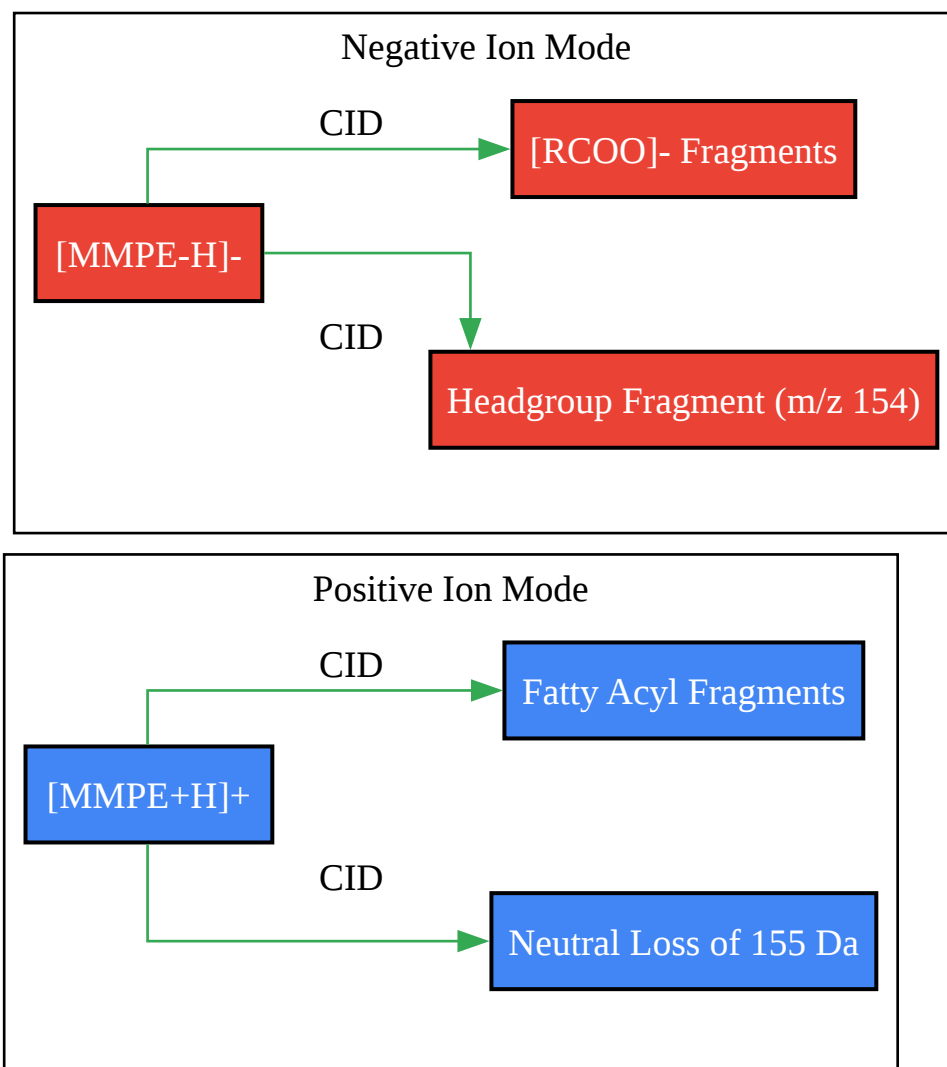 Negative Ion Mode
CID
[RCOO]- Fragments
[MMPE-H]-
CID
Headgroup Fragment (m/z 154)
Positive Ion Mode
CID
Fatty Acyl Fragments
[MMPE+H]+
CID
Neutral Loss of 155 Da